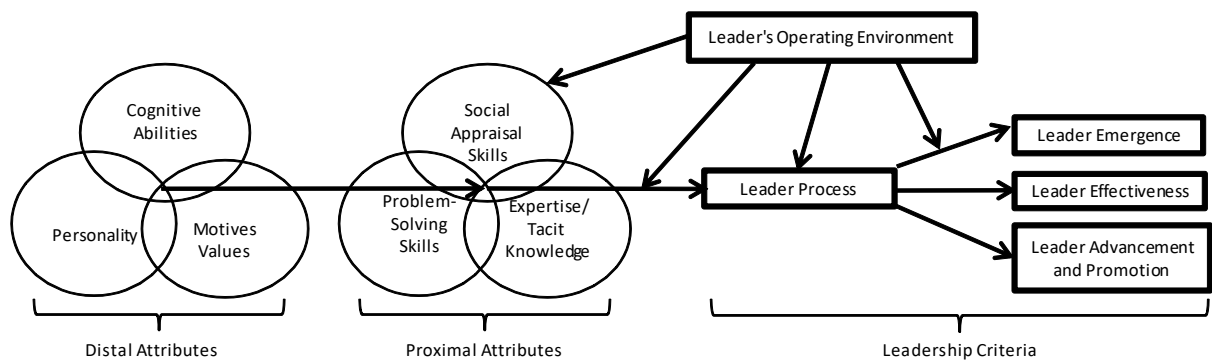 Leader's Operating Environment
Cognitive
Abilities
Social
Appraisal
Skills
Leader Emergence
Leader Process
Leader Effectiveness
Personality
Motives
Values
Problem-
Solving
Skills
Expertise/
Tacit
Knowledge
Leader Advancement
and Promotion
Distal Attributes
Proximal Attributes
Leadership Criteria